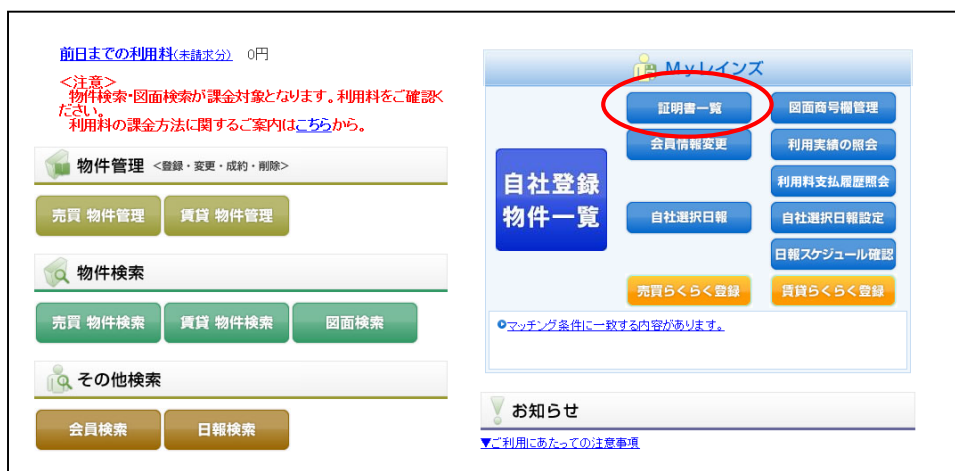 前日までの利用料(未請求分) 0円
<注意>
物件検索・図面検索が課金対象となります。利用料をご確認く
ださい。
利用料の課金方法に関するご案内はこちらから。
物件管理 <登録・変更・成約・削除>
売買 物件管理 賃貸 物件管理
物件検索
売買 物件検索 賃貸 物件検索 図面検索
その他検索
会員検索 日報検索
Myレインズ
証明書一覧 図面商号欄管理
会員情報変更 利用実績の照会
自社登録
物件一覧
利用料支払履歴照会
自社選択日報 自社選択日報設定
日報スケジュール確認
売買らくらく登録 賃貸らくらく登録
マッチング条件に一致する内容があります。
お知らせ
▼ご利用にあたっての注意事項